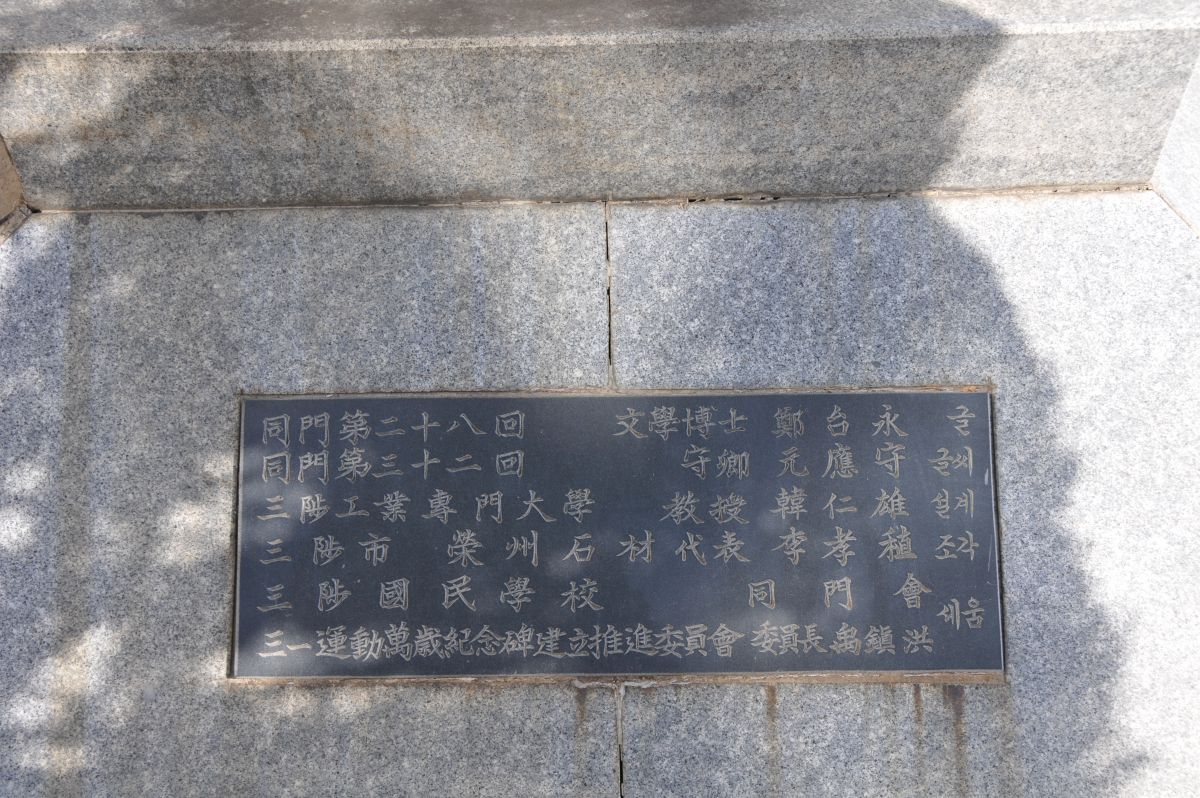 同門第二十八回 文學博士 鄭台永 글
同門第三十二回 守卿 元應守 글씨
三陟工業專門大學 教授 韓仁雄 설계
三陟市 榮州石材代表 李孝稙 조각
三陟國民學校 同門會
세움
三一運動萬歲紀念碑建立推進委員會 委員長 禹鎮洪